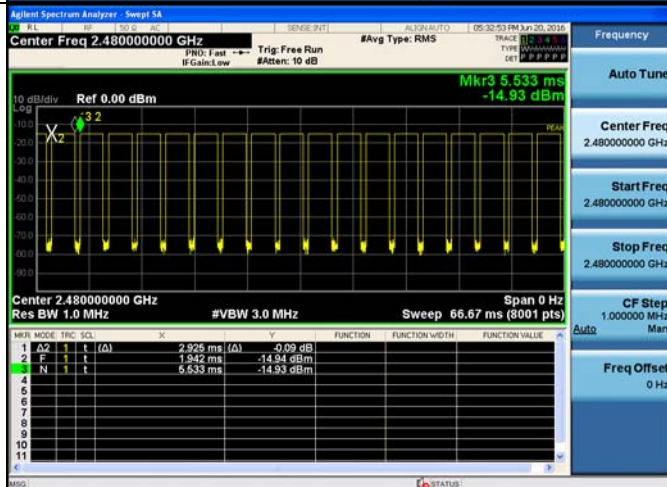 Agilent Spectrum Analyzer - Swept SA
RL RF 50 Ω AC SENSE:INT ALIGN AUTO 05:32:53 PM Jun 20, 2016
Center Freq 2.480000000 GHz #Avg Type: RMS TRACE 1 2 3 4 5 6
PNO: Fast Trig: Free Run TYPE
IFGain:Low #Atten: 10 dB DET P P P P P P
Mkr3 5.533 ms
10 dB/div Ref 0.00 dBm -14.93 dBm
Log
-10.0
-20.0
-30.0
-40.0
-50.0
-60.0
-70.0
-80.0
-90.0
X2
3 2
PEAK
Center 2.480000000 GHz Span 0 Hz
Res BW 1.0 MHz #VBW 3.0 MHz Sweep 66.67 ms (8001 pts)
MKR MODE TRC SCL X Y FUNCTION FUNCTION WIDTH FUNCTION VALUE
1 Δ2 1 t (Δ) 2.925 ms (Δ) -0.09 dB
2 F 1 t 1.942 ms -14.94 dBm
3 N 1 t 5.533 ms -14.93 dBm
4
5
6
7
8
9
10
11
MSG STATUS
Frequency
Auto Tune
Center Freq
2.480000000 GHz
Start Freq
2.480000000 GHz
Stop Freq
2.480000000 GHz
CF Step
1.000000 MHz
Auto Man
Freq Offset
0 Hz